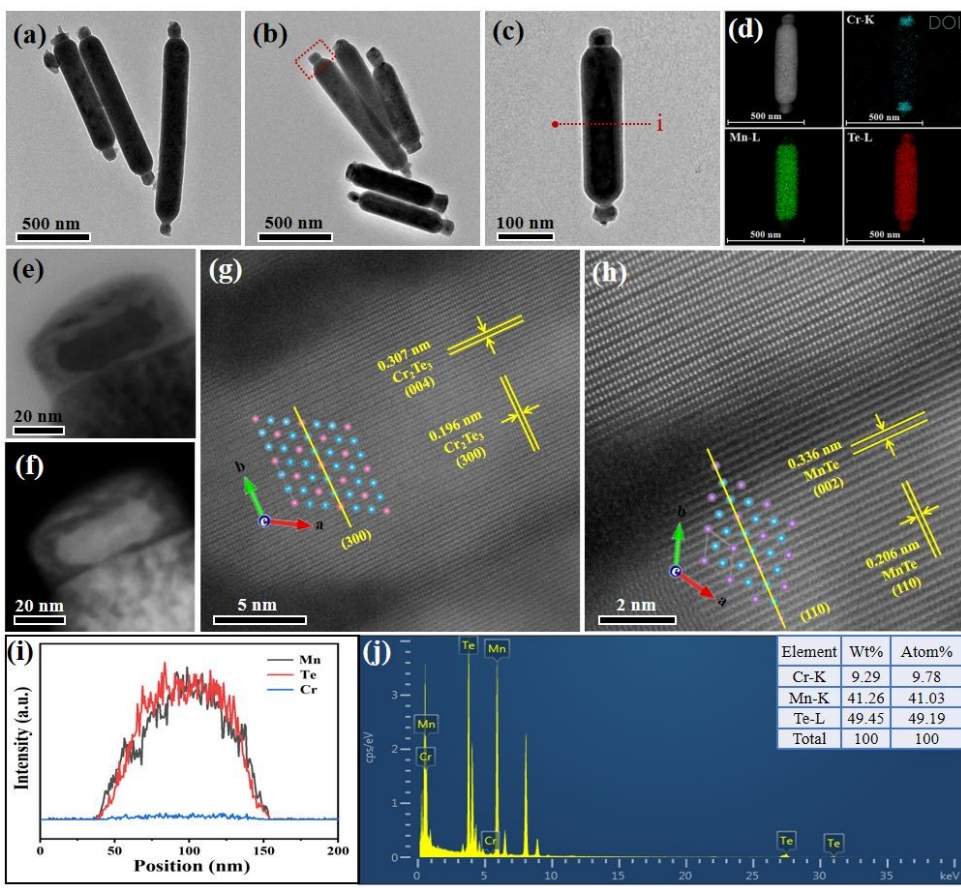 (a)
500 nm
(b)
500 nm
(c)
i
100 nm
(d)
Cr-K
DOI
500 nm
500 nm
Mn-L
Te-L
500 nm
500 nm
(e)
20 nm
(f)
20 nm
(g)
0.307 nm
Cr₂Te₃
(004)
0.196 nm
Cr₂Te₃
(300)
b
c
a
(300)
5 nm
(h)
0.336 nm
MnTe
(002)
0.206 nm
MnTe
(110)
b
c
a
(110)
2 nm
(i)
Mn
Te
Cr
Intensity (a.u.)
0 50 100 150 200
Position (nm)
(j)
Te
Mn
Mn
Cr
Cr
Te
Te
cps/eV
3
2
1
0
0 5 10 15 20 25 30 35 keV
Element Wt% Atom%
Cr-K 9.29 9.78
Mn-K 41.26 41.03
Te-L 49.45 49.19
Total 100 100